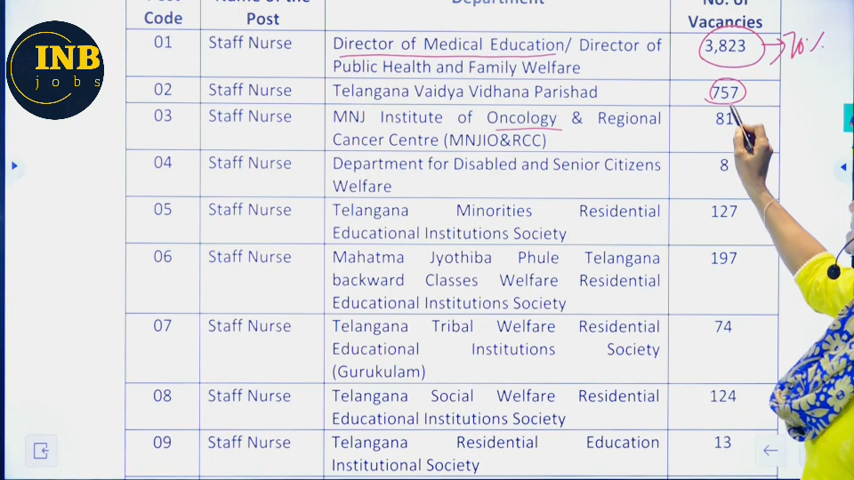 Code
Post
Department
No. of
Vacancies
INB
jobs
01
Staff Nurse
Director of Medical Education/ Director of
Public Health and Family Welfare
3,823
70%
02
Staff Nurse
Telangana Vaidya Vidhana Parishad
757
03
Staff Nurse
MNJ Institute of Oncology & Regional
Cancer Centre (MNJIO&RCC)
81
04
Staff Nurse
Department for Disabled and Senior Citizens
Welfare
8
05
Staff Nurse
Telangana Minorities Residential
Educational Institutions Society
127
06
Staff Nurse
Mahatma Jyothiba Phule Telangana
backward Classes Welfare Residential
Educational Institutions Society
197
07
Staff Nurse
Telangana Tribal Welfare Residential
Educational Institutions Society
(Gurukulam)
74
08
Staff Nurse
Telangana Social Welfare Residential
Educational Institutions Society
124
09
Staff Nurse
Telangana Residential Education
Institutional Society
13